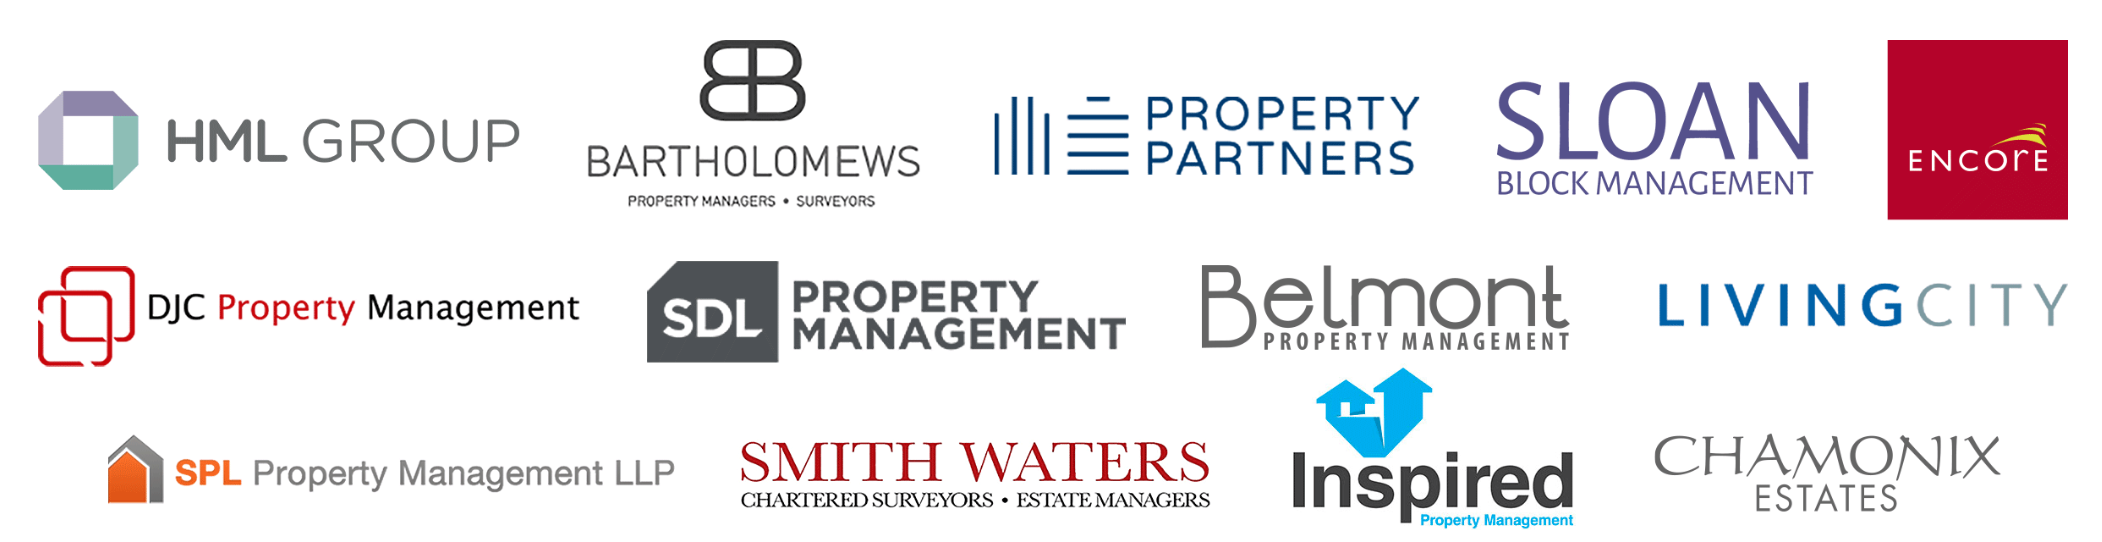 HML GROUP
BARTHOLOMEWS
PROPERTY MANAGERS • SURVEYORS
PROPERTY
PARTNERS
SLOAN
BLOCK MANAGEMENT
ENCORE
DJC Property Management
SDL
PROPERTY
MANAGEMENT
Belmont
PROPERTY MANAGEMENT
LIVINGCITY
SPL Property Management LLP
SMITH WATERS
CHARTERED SURVEYORS • ESTATE MANAGERS
Inspired
Property Management
CHAMONIX
ESTATES